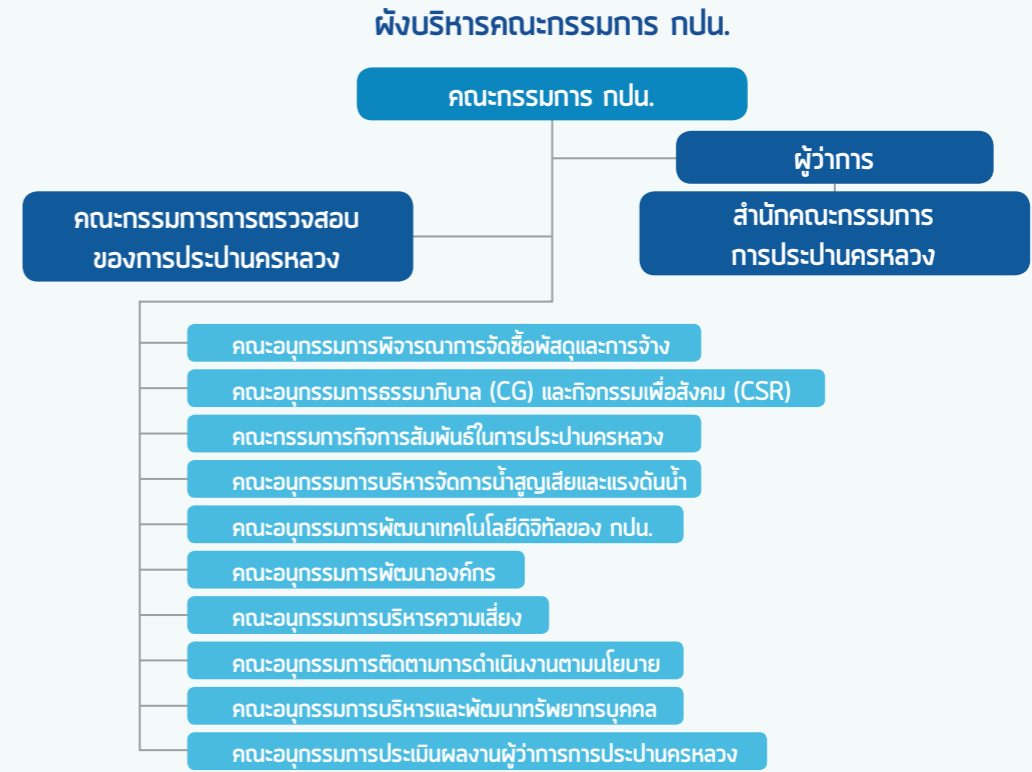 ผังบริหารคณะกรรมการ กปน.
คณะกรรมการ กปน.
ผู้ว่าการ
คณะกรรมการการตรวจสอบ
ของการประปานครหลวง
สำนักคณะกรรมการ
การประปานครหลวง
คณะอนุกรรมการพิจารณาการจัดซื้อพัสดุและการจ้าง
คณะอนุกรรมการธรรมาภิบาล (CG) และกิจกรรมเพื่อสังคม (CSR)
คณะกรรมการกิจการสัมพันธ์ในการประปานครหลวง
คณะอนุกรรมการบริหารจัดการน้ำสูญเสียและแรงดันน้ำ
คณะอนุกรรมการพัฒนาเทคโนโลยีดิจิทัลของ กปน.
คณะอนุกรรมการพัฒนาองค์กร
คณะอนุกรรมการบริหารความเสี่ยง
คณะอนุกรรมการติดตามการดำเนินงานตามนโยบาย
คณะอนุกรรมการบริหารและพัฒนาทรัพยากรบุคคล
คณะอนุกรรมการประเมินผลงานผู้ว่าการการประปานครหลวง